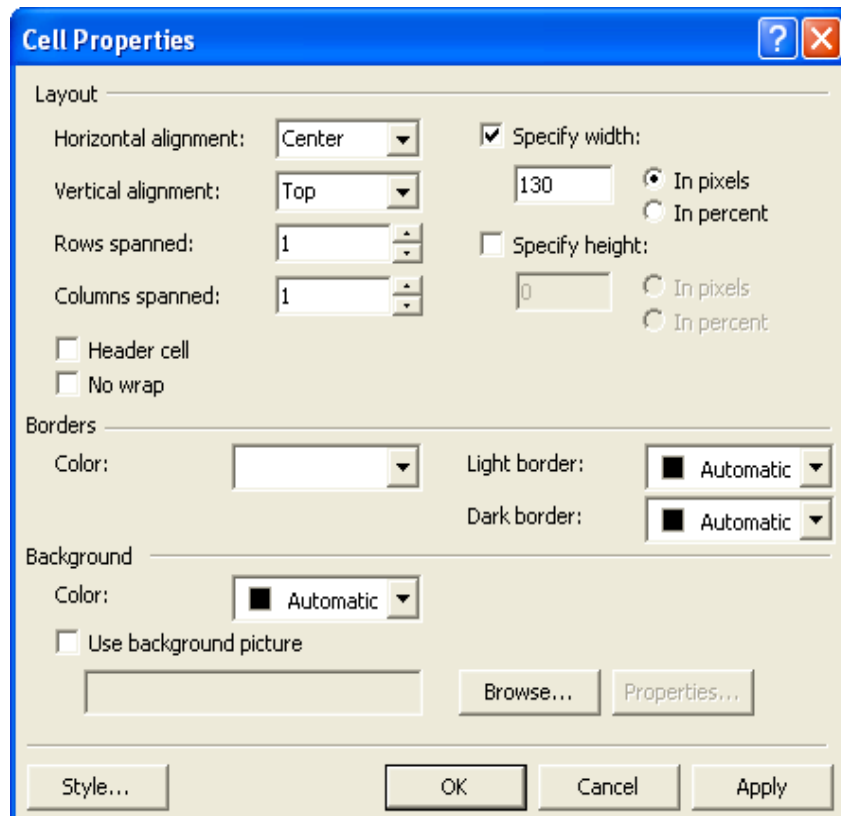 Cell Properties
Layout
Horizontal alignment: Center
Specify width:
Vertical alignment: Top
130
In pixels
In percent
Rows spanned: 1
Specify height:
Columns spanned: 1
0
In pixels
In percent
Header cell
No wrap
Borders
Color:
Light border: Automatic
Dark border: Automatic
Background
Color: Automatic
Use background picture
Browse... Properties...
Style... OK Cancel Apply